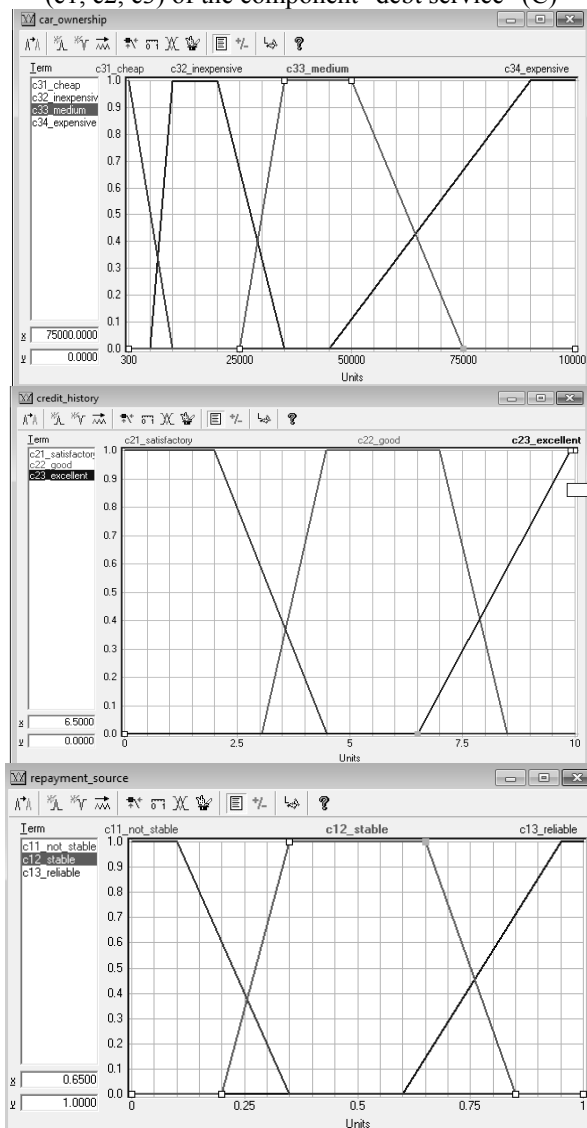 (c1, c2, c3) of the component "debt service" (C)
car_ownership
Term
c31_cheap
c32_inexpensiv
c33_medium
c34_expensive
c31_cheap c32_inexpensive c33_medium c34_expensive
1.0
0.9
0.8
0.7
0.6
0.5
0.4
0.3
0.2
0.1
0.0
x 75000.0000
y 0.0000
300 25000 50000 75000 10000
Units
credit_history
Term
c21_satisfactory
c22_good
c23_excellent
c21_satisfactory c22_good c23_excellent
1.0
0.9
0.8
0.7
0.6
0.5
0.4
0.3
0.2
0.1
0.0
x 6.5000
y 0.0000
0 2.5 5 7.5 10
Units
repayment_source
Term
c11_not_stable
c12_stable
c13_reliable
c11_not_stable c12_stable c13_reliable
1.0
0.9
0.8
0.7
0.6
0.5
0.4
0.3
0.2
0.1
0.0
x 0.6500
y 1.0000
0 0.25 0.5 0.75 1
Units